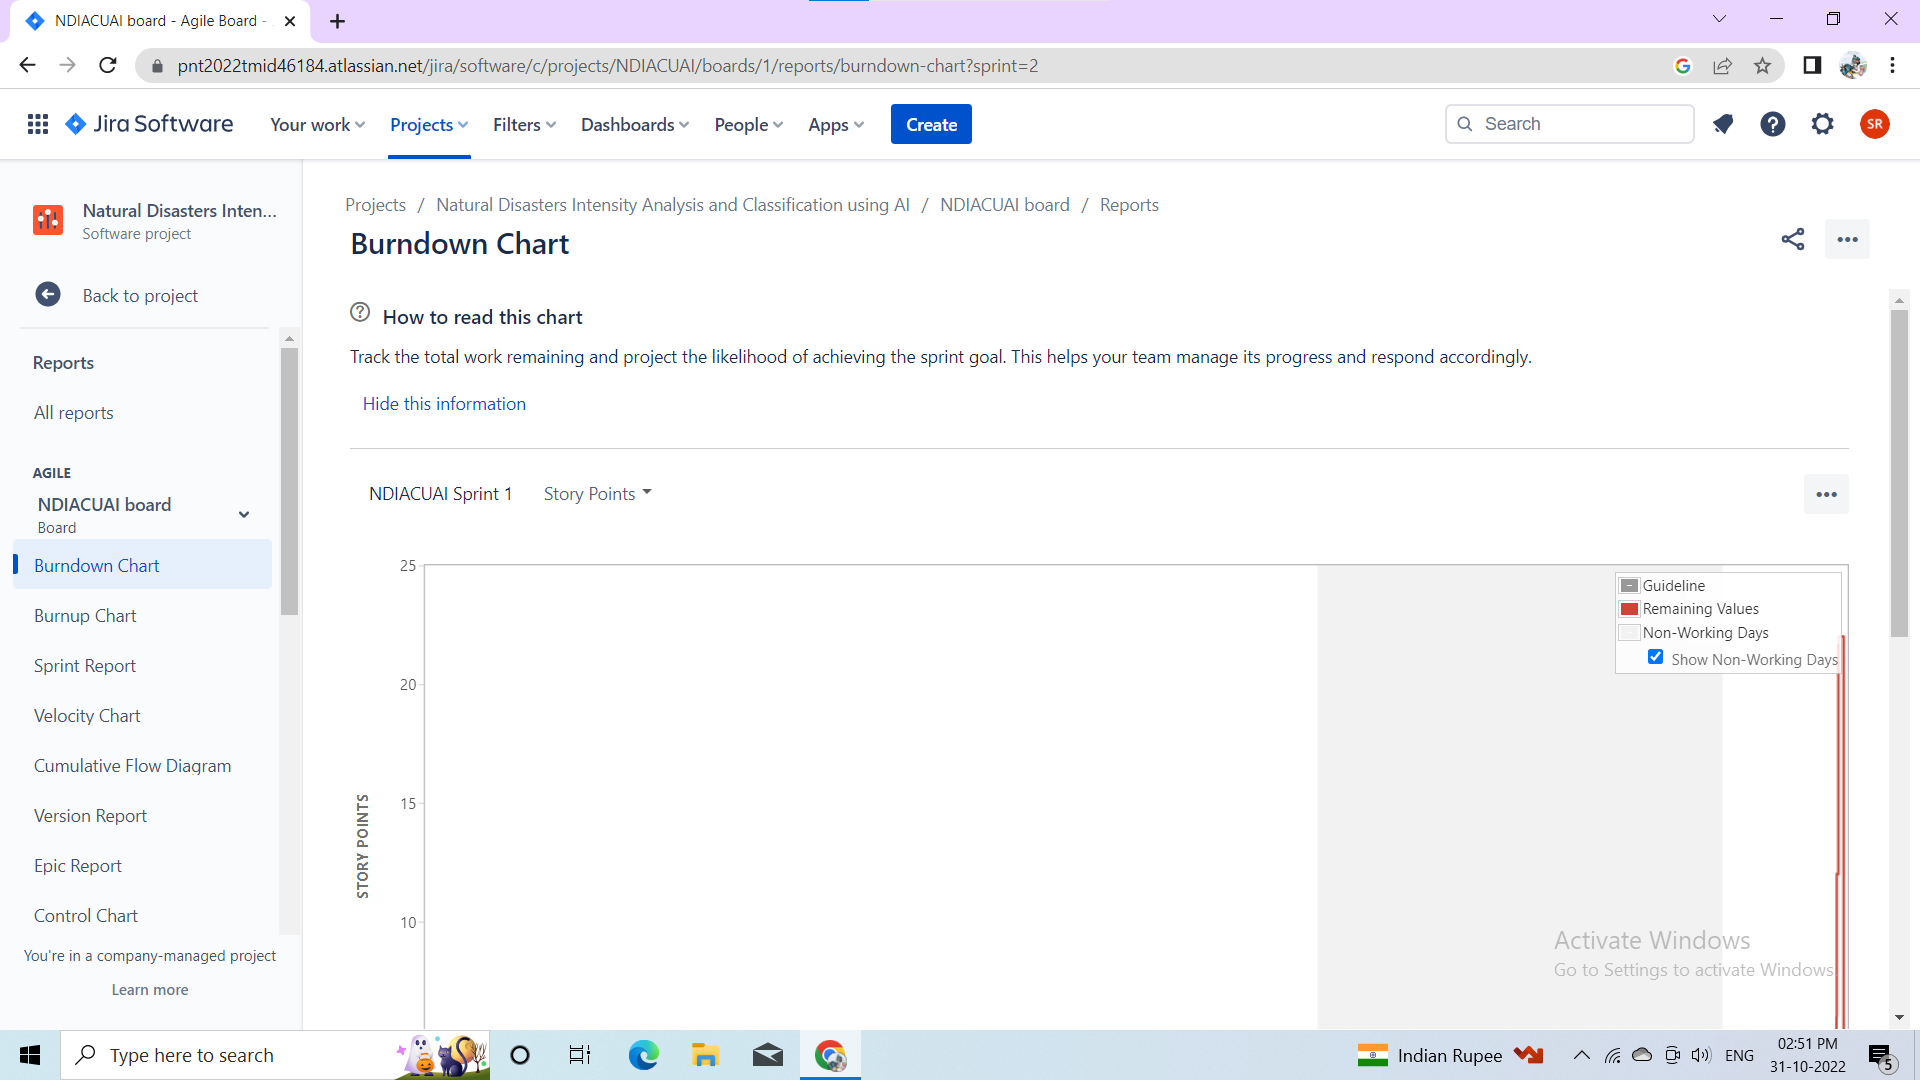 NDIACUAI board - Agile Board -
pnt2022tmid46184.atlassian.net/jira/software/c/projects/NDIACUAI/boards/1/reports/burndown-chart?sprint=2
Jira Software
Your work
Projects
Filters
Dashboards
People
Apps
Create
Search
SR
Natural Disasters Inten...
Software project
Back to project
Reports
All reports
AGILE
NDIACUAI board
Board
Burndown Chart
Burnup Chart
Sprint Report
Velocity Chart
Cumulative Flow Diagram
Version Report
Epic Report
Control Chart
You're in a company-managed project
Learn more
Projects / Natural Disasters Intensity Analysis and Classification using AI / NDIACUAI board / Reports
Burndown Chart
How to read this chart
Track the total work remaining and project the likelihood of achieving the sprint goal. This helps your team manage its progress and respond accordingly.
Hide this information
NDIACUAI Sprint 1
Story Points
25
20
15
10
STORY POINTS
Guideline
Remaining Values
Non-Working Days
Show Non-Working Days
Activate Windows
Go to Settings to activate Windows.
Type here to search
Indian Rupee
ENG
02:51 PM
31-10-2022
5